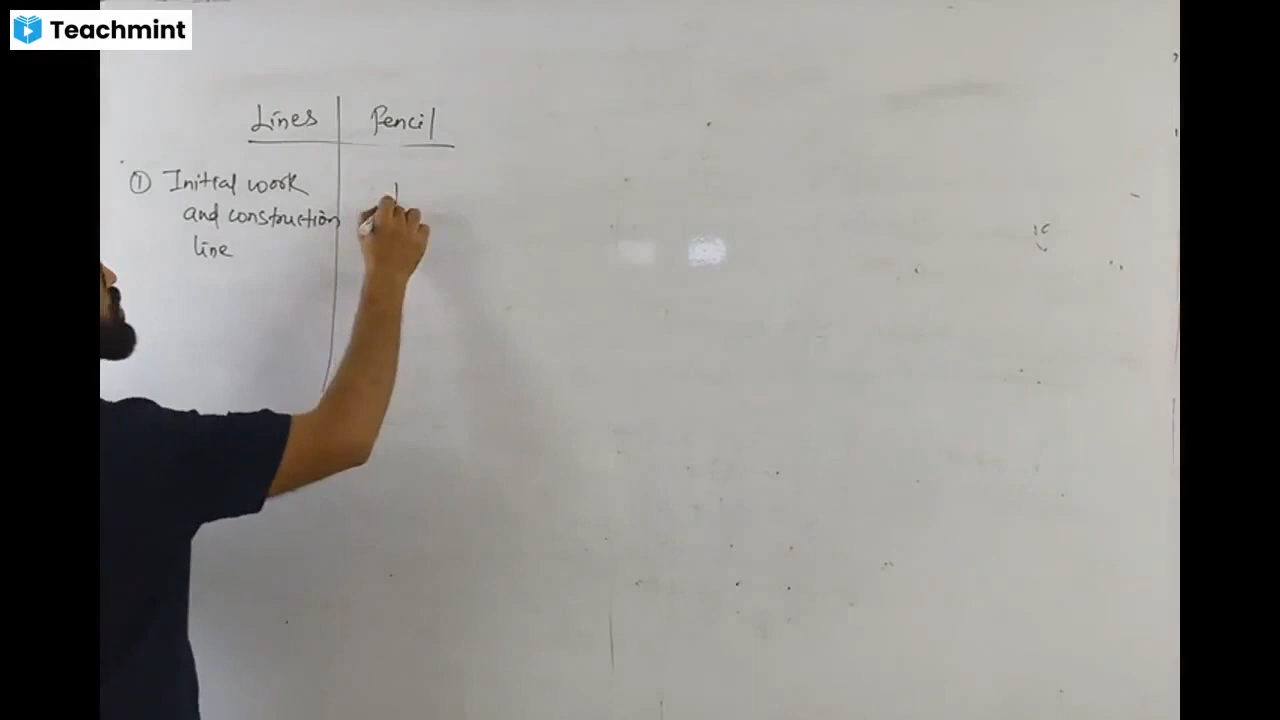 Teachmint
Lines Pencil
① Initial work
and construction
line